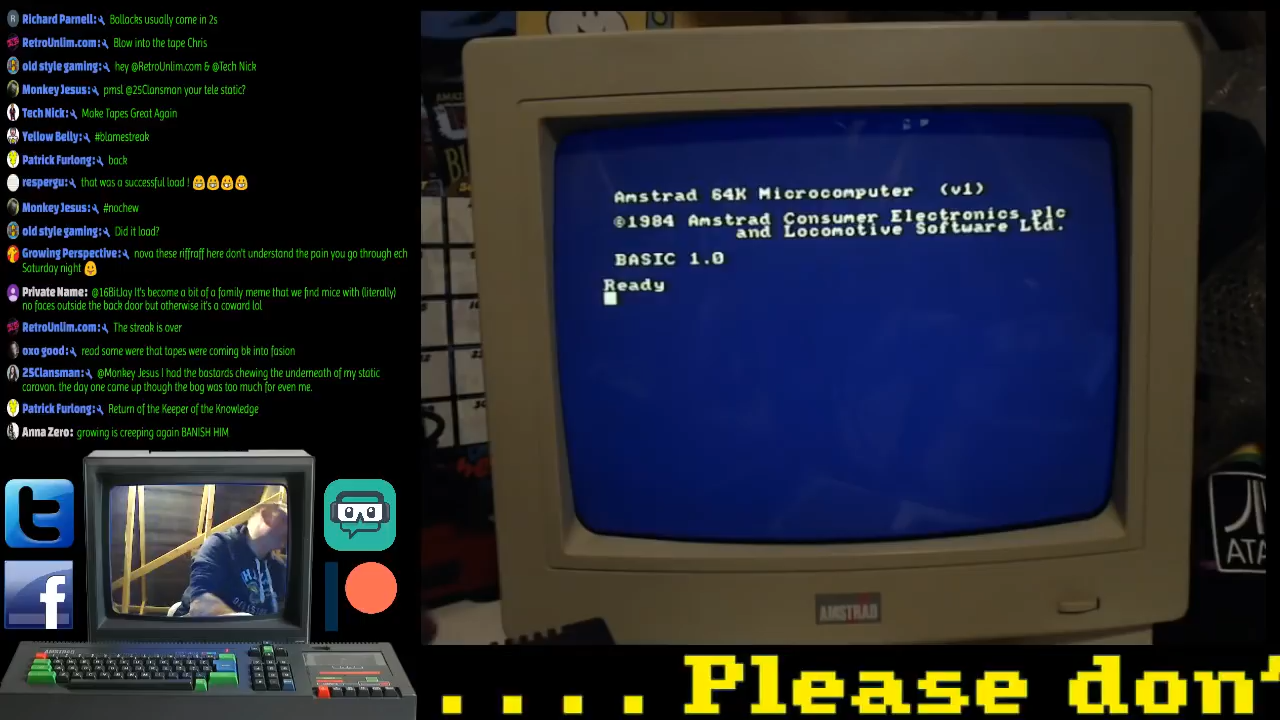 Richard Parnell: Bollacks usually come in 2s
RetroUnlim.com: Blow into the tape Chris
old style gaming: hey @RetroUnlim.com & @Tech Nick
Monkey Jesus: pmsl @25Clansman your tele static?
Tech Nick: Make Tapes Great Again
Yellow Belly: #blamestreak
Patrick Furlong: back
respergu: that was a successful load ! 😁😁😁😁
Monkey Jesus: #nochew
old style gaming: Did it load?
Growing Perspective: nova these riffraff here don't understand the pain you go through ech
Saturday night 🙂
Private Name: @16BitJay It's become a bit of a family meme that we find mice with (literally)
no faces outside the back door but otherwise it's a coward lol
RetroUnlim.com: The streak is over
oxo good: read some were that tapes were coming bk into fasion
25Clansman: @Monkey Jesus I had the bastards chewing the underneath of my static
caravan. the day one came up though the bog was too much for even me.
Patrick Furlong: Return of the Keeper of the Knowledge
Anna Zero: growing is creeping again BANISH HIM
Amstrad 64K Microcomputer (v1)
©1984 Amstrad Consumer Electronics plc
and Locomotive Software Ltd.
BASIC 1.0
Ready
AMSTRAD
ATA
AMSTRAD
. . . . Please don'